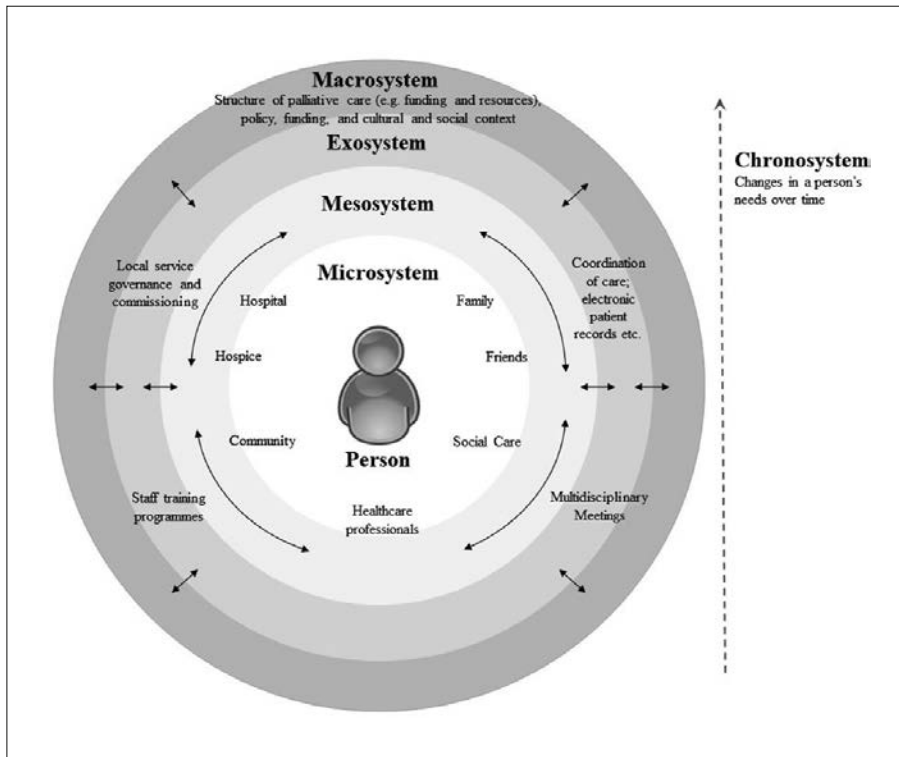 Macrosystem
Structure of palliative care (e.g. funding and resources),
policy, funding, and cultural and social context
Exosystem
Mesosystem
Microsystem
Chronosystem
Changes in a person's
needs over time
Local service
governance and
commissioning
Hospital
Family
Coordination
of care;
electronic
patient
records etc.
Hospice
Friends
Community
Social Care
Person
Staff training
programmes
Healthcare
professionals
Multidisciplinary
Meetings